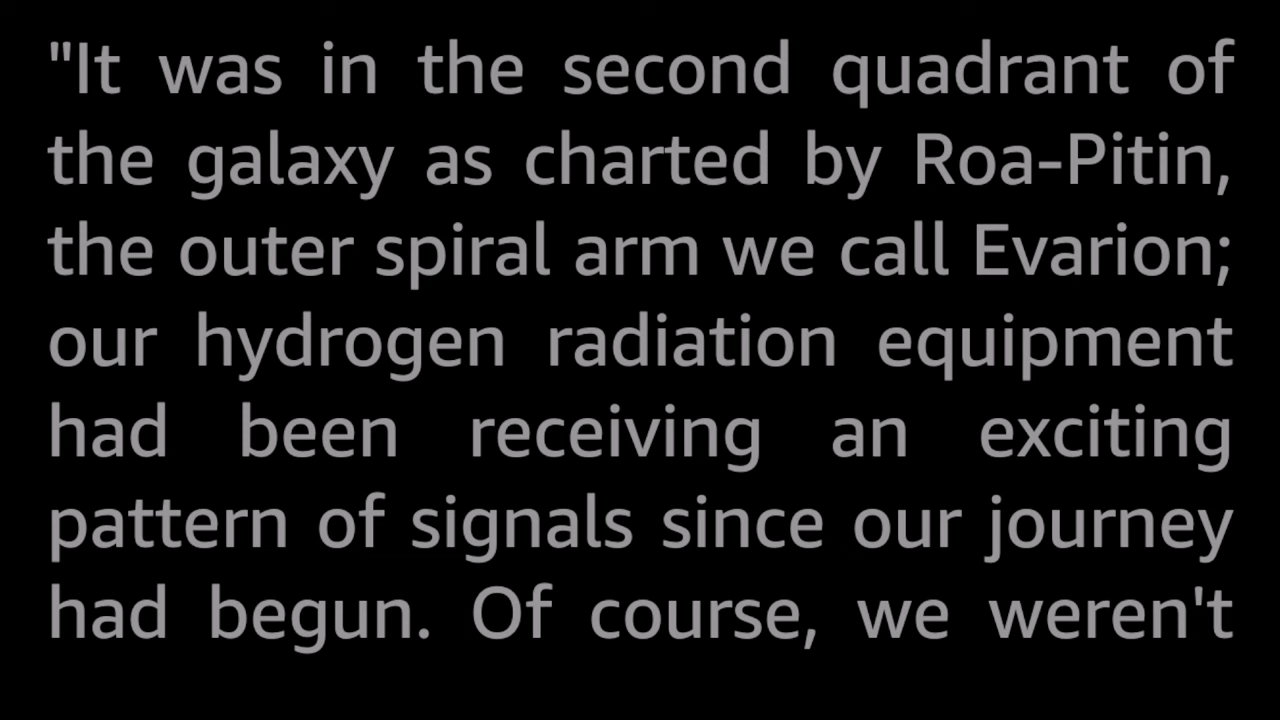 "It was in the second quadrant of
the galaxy as charted by Roa-Pitin,
the outer spiral arm we call Evarion;
our hydrogen radiation equipment
had been receiving an exciting
pattern of signals since our journey
had begun. Of course, we weren't